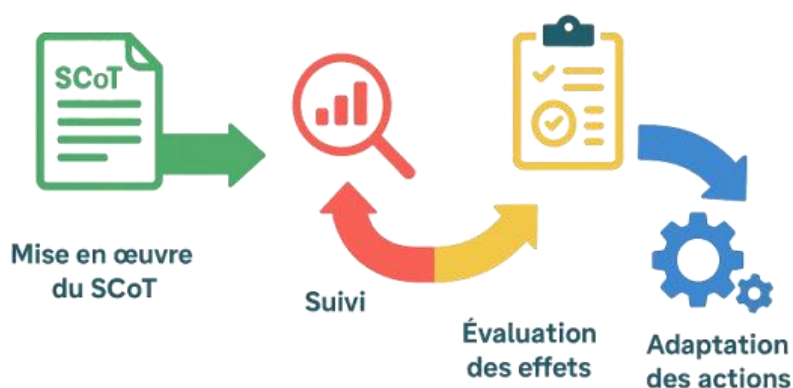 SCoT
Mise en œuvre
du SCoT
Suivi
Évaluation
des effets
Adaptation
des actions